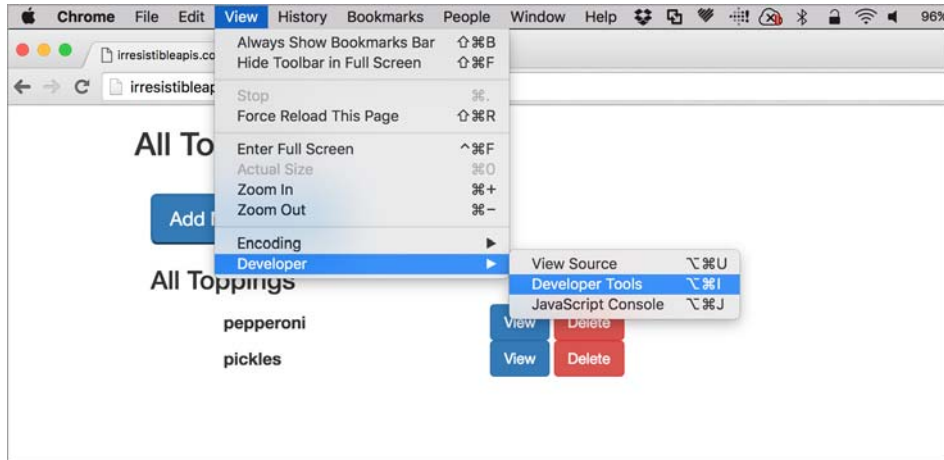 Chrome File Edit View History Bookmarks People Window Help 96%
irresistibleapis.co
irresistibleap
Always Show Bookmarks Bar ⇧⌘B
Hide Toolbar in Full Screen ⇧⌘F
Stop ⌘.
Force Reload This Page ⇧⌘R
Enter Full Screen ^⌘F
Actual Size ⌘0
Zoom In ⌘+
Zoom Out ⌘−
Encoding ▶
Developer ▶
View Source ⌥⌘U
Developer Tools ⌥⌘I
JavaScript Console ⌥⌘J
All To
Add
All Toppings
pepperoni View Delete
pickles View Delete